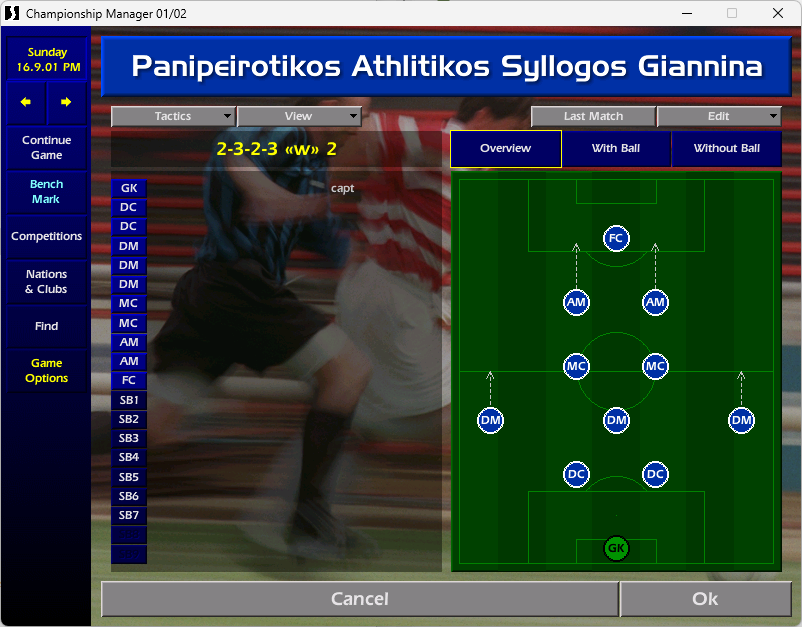 Championship Manager 01/02
Sunday
16.9.01 PM
Continue
Game
Bench
Mark
Competitions
Nations
& Clubs
Find
Game
Options
Panipeirotikos Athlitikos Syllogos Giannina
Tactics
View
Last Match
Edit
2-3-2-3 «w» 2
Overview
With Ball
Without Ball
GK
capt
DC
DC
DM
DM
DM
MC
MC
AM
AM
FC
SB1
SB2
SB3
SB4
SB5
SB6
SB7
FC
AM
AM
MC
MC
DM
DM
DM
DC
DC
GK
Cancel
Ok